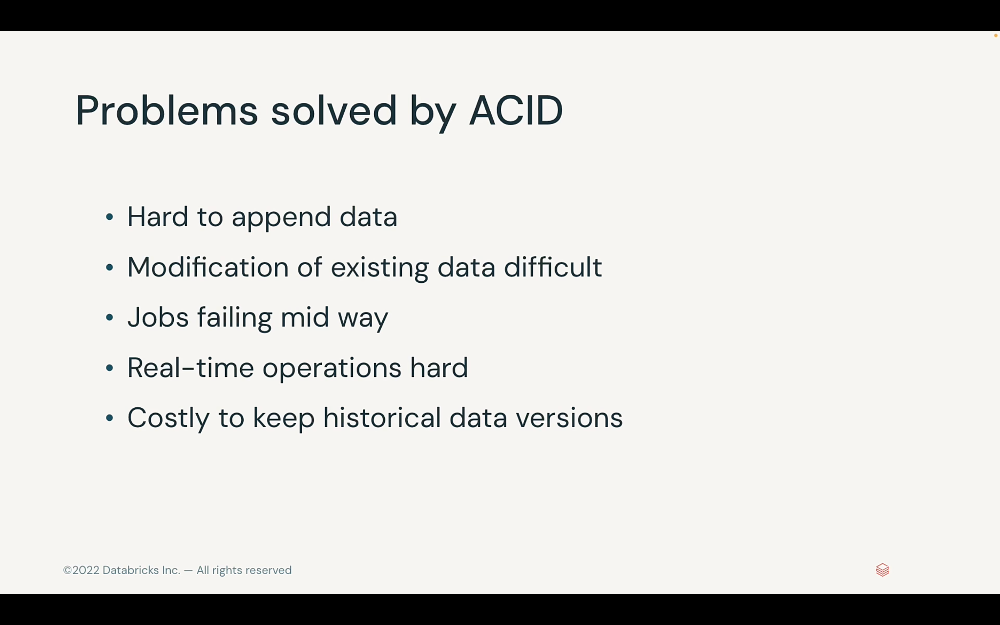 Problems solved by ACID
• Hard to append data
• Modification of existing data difficult
• Jobs failing mid way
• Real-time operations hard
• Costly to keep historical data versions
©2022 Databricks Inc. — All rights reserved